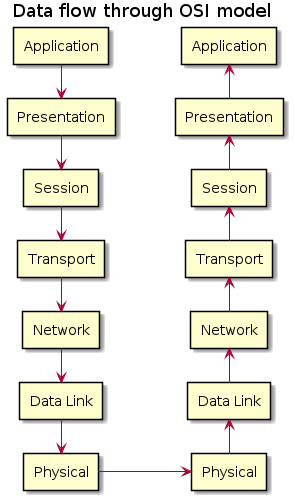 Data flow through OSI model
Application
Application
Presentation
Presentation
Session
Session
Transport
Transport
Network
Network
Data Link
Data Link
Physical
Physical